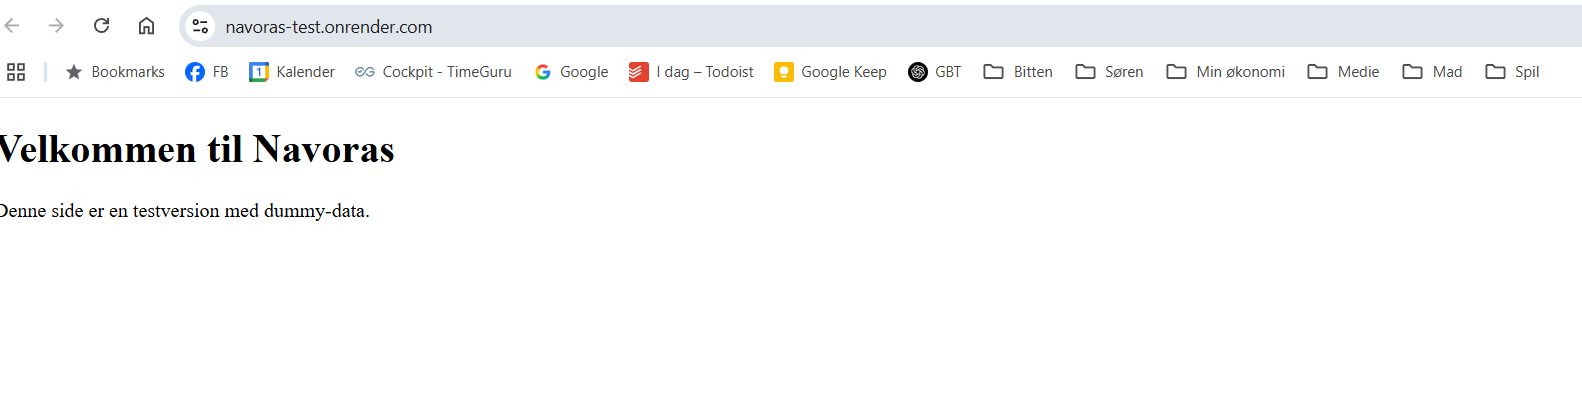 navoras-test.onrender.com
Bookmarks FB 1 Kalender Cockpit - TimeGuru Google I dag – Todoist Google Keep GBT Bitten Søren Min økonomi Medie Mad Spil
Velkommen til Navoras
Denne side er en testversion med dummy-data.